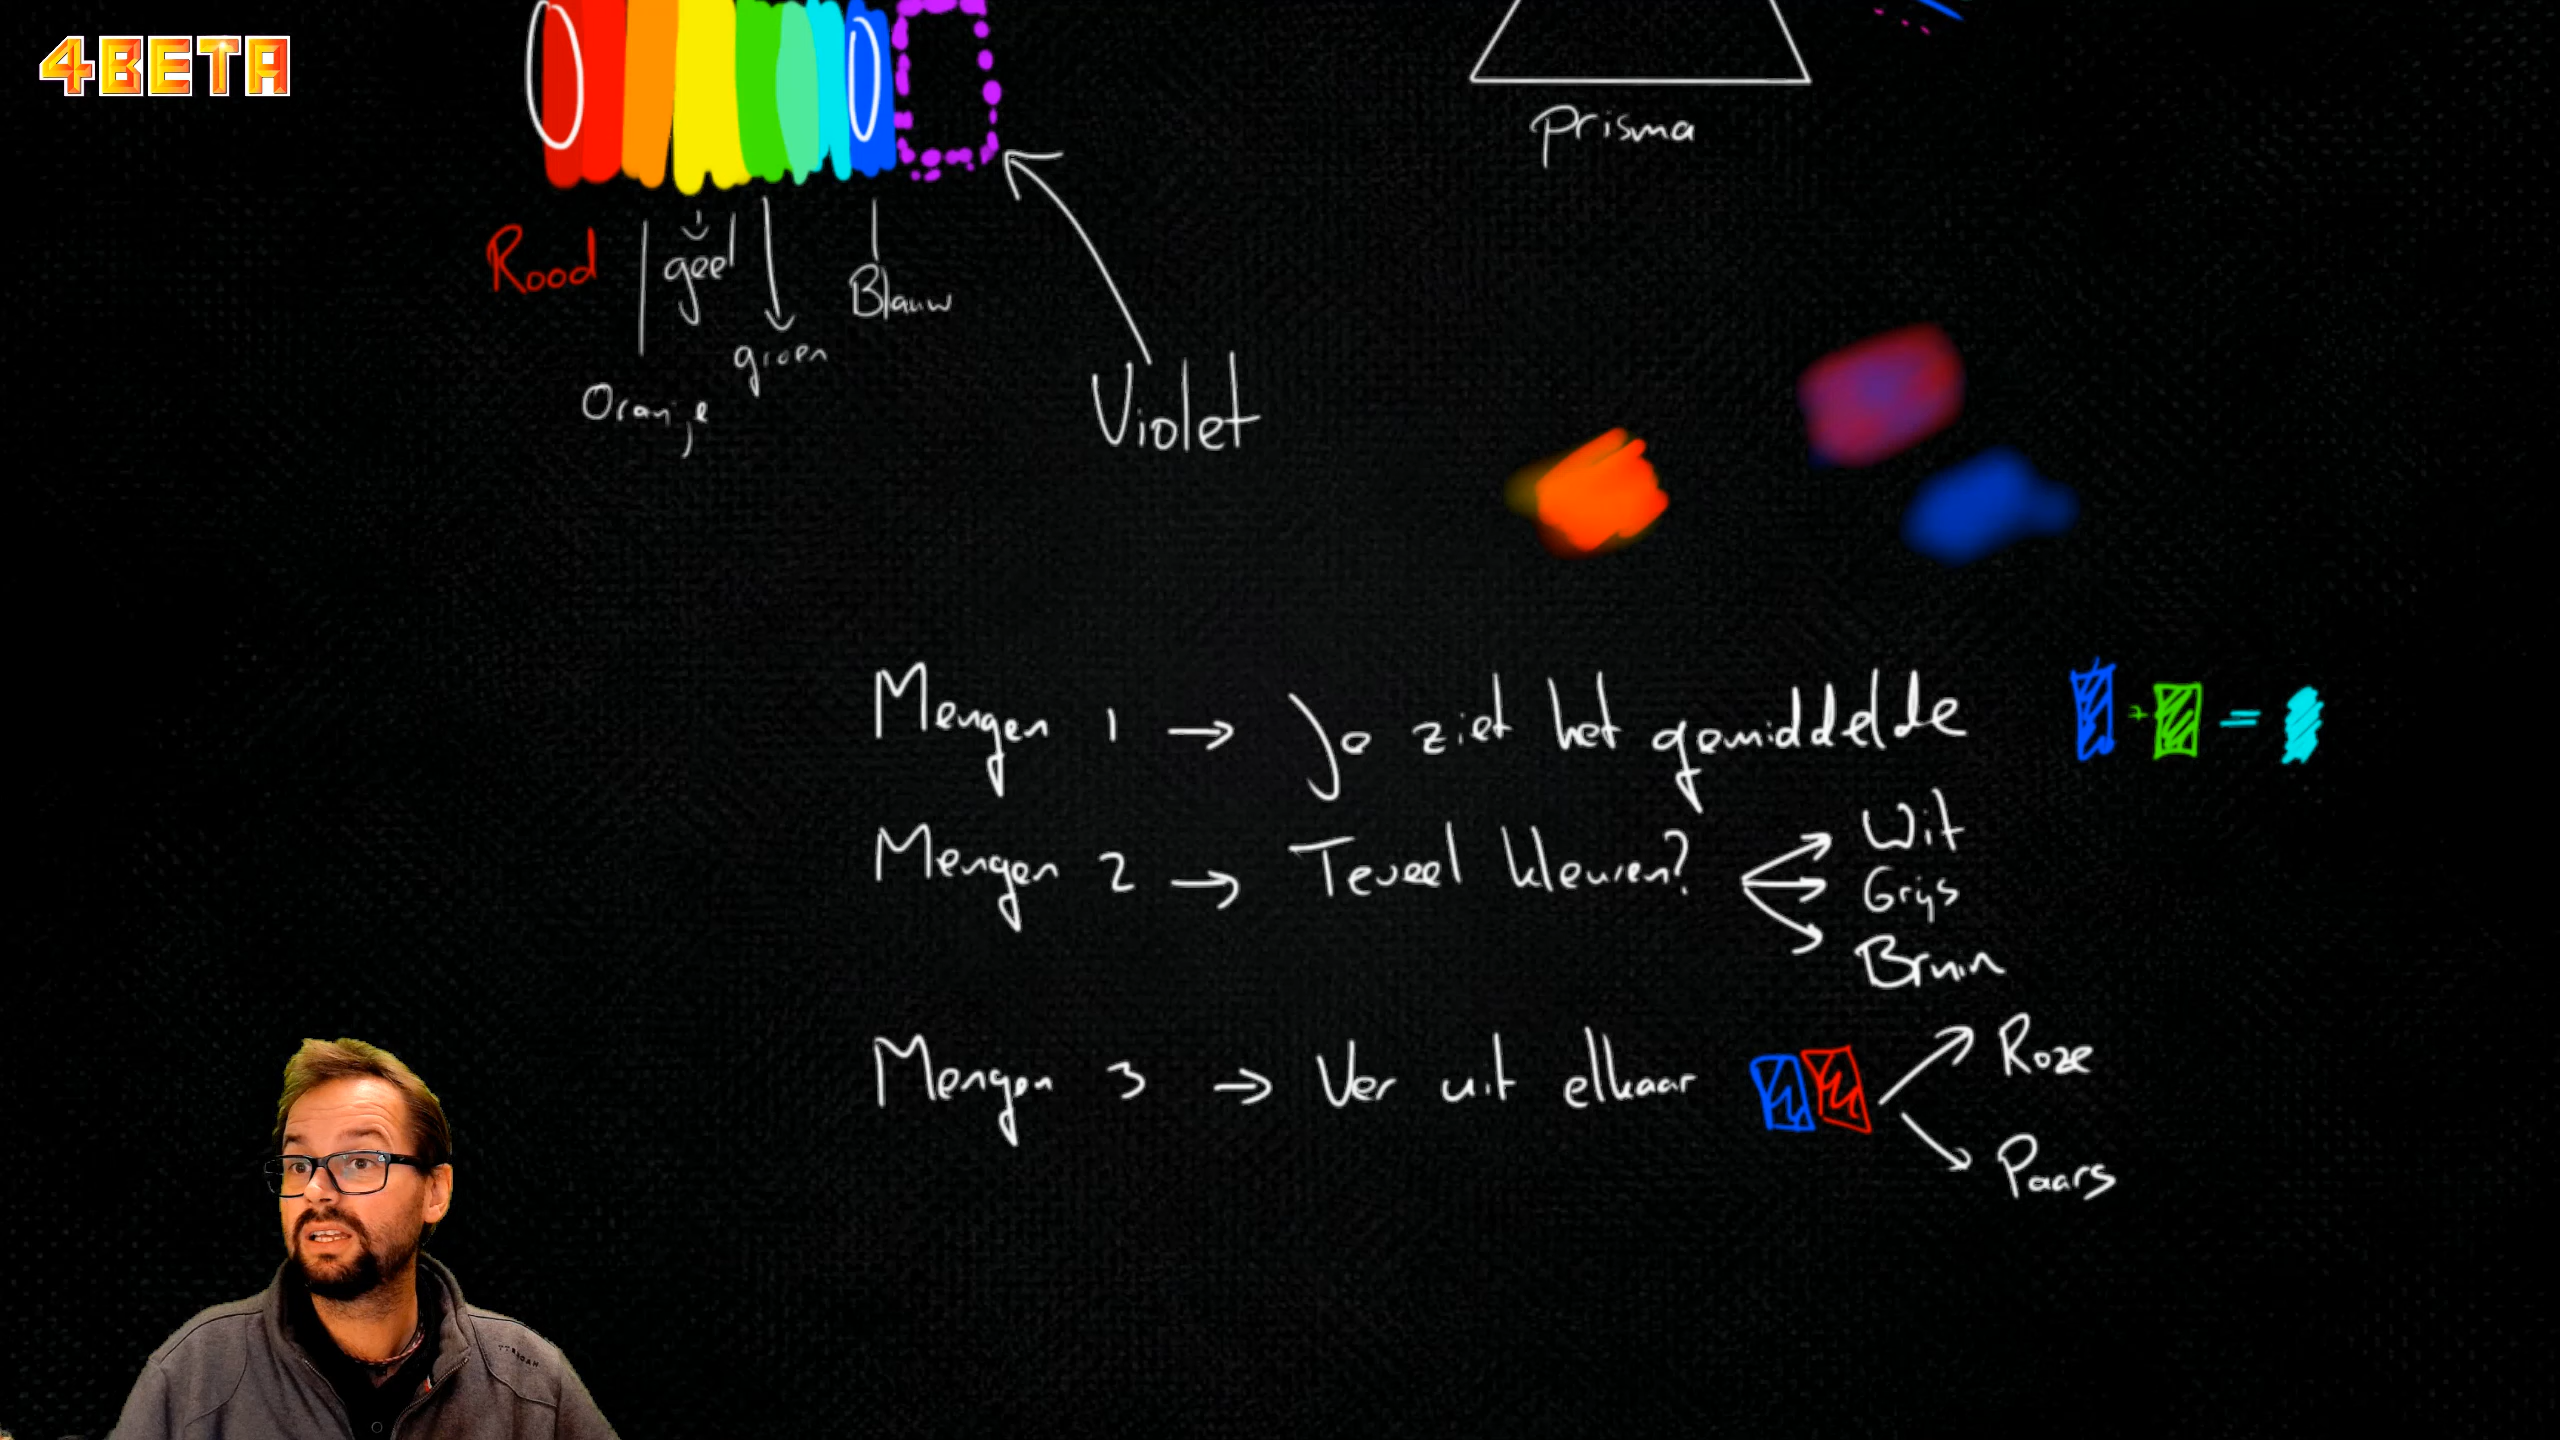 4BETA
prisma
Rood
geel
Blauw
groen
Oranje
Violet
Mengen 1 → Je ziet het gemiddelde + =
Mengen 2 → Teveel kleuren?
Wit
Grijs
Bruin
Mengen 3 → Ver uit elkaar
Roze
Paars